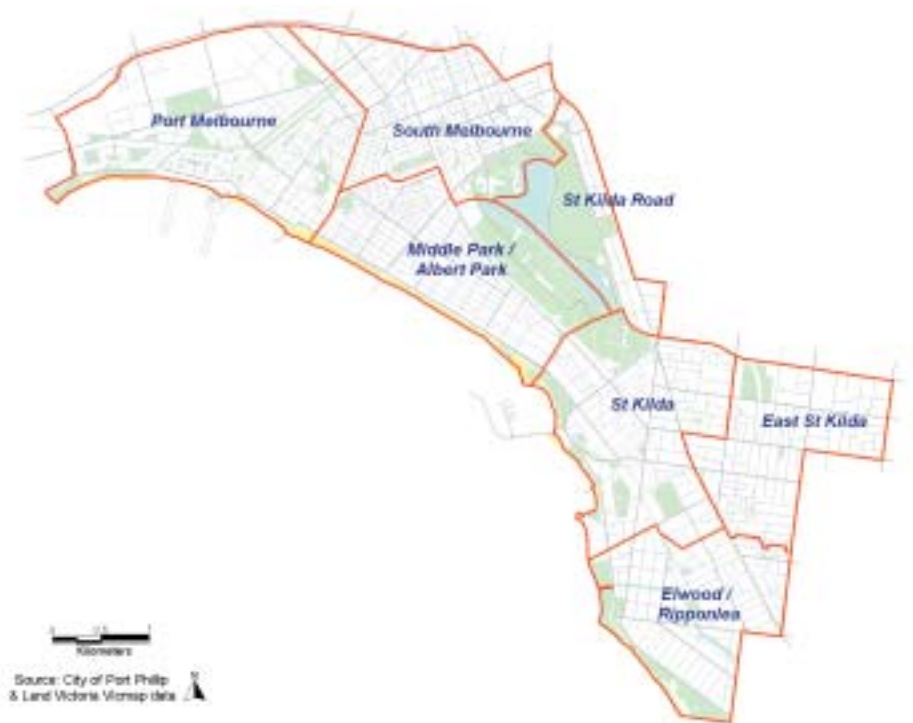 Port Melbourne
South Melbourne
St Kilda Road
Middle Park /
Albert Park
St Kilda
East St Kilda
Elwood /
Ripponlea
Kilometers
Source: City of Port Phillip
& Land Victoria Vicmap data
N